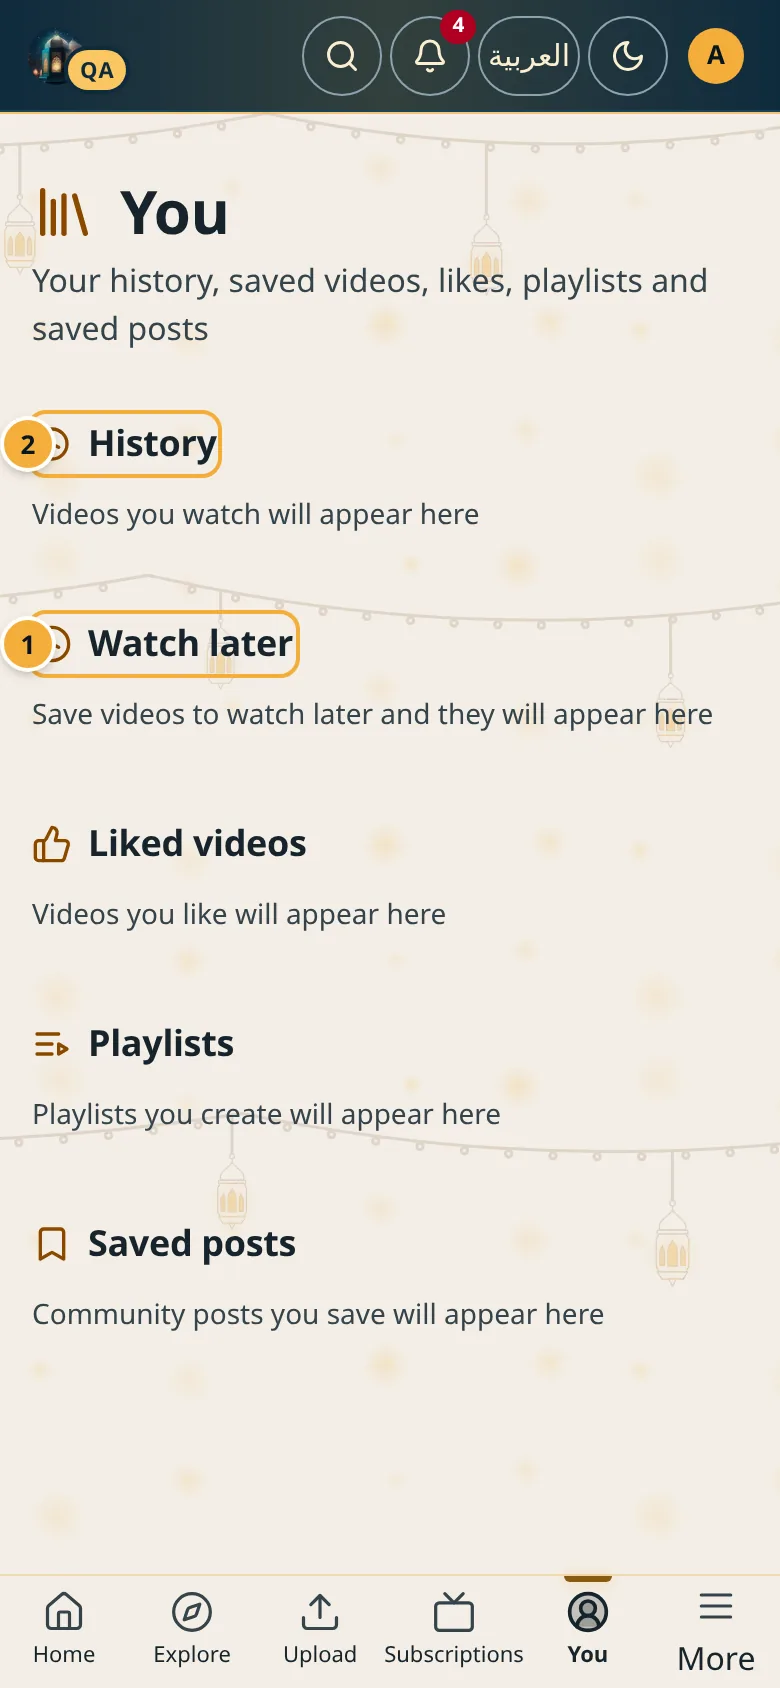 QA
4
العربية
A
You
Your history, saved videos, likes, playlists and
saved posts
2
History
Videos you watch will appear here
1
Watch later
Save videos to watch later and they will appear here
Liked videos
Videos you like will appear here
Playlists
Playlists you create will appear here
Saved posts
Community posts you save will appear here
Home
Explore
Upload
Subscriptions
You
More